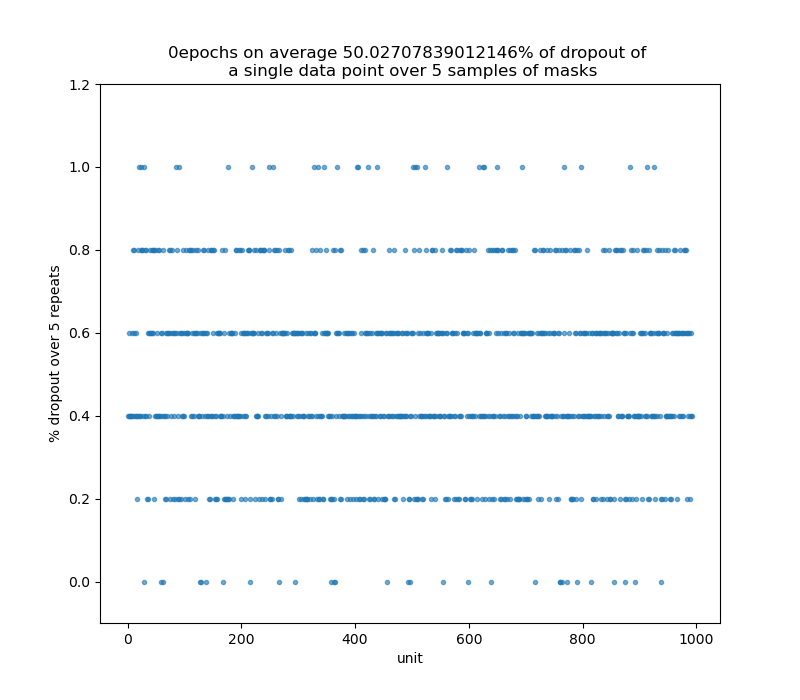 0epochs on average 50.02707839012146% of dropout of
a single data point over 5 samples of masks
1.2
1.0
0.8
0.6
0.4
0.2
0.0
% dropout over 5 repeats
0 200 400 600 800 1000
unit